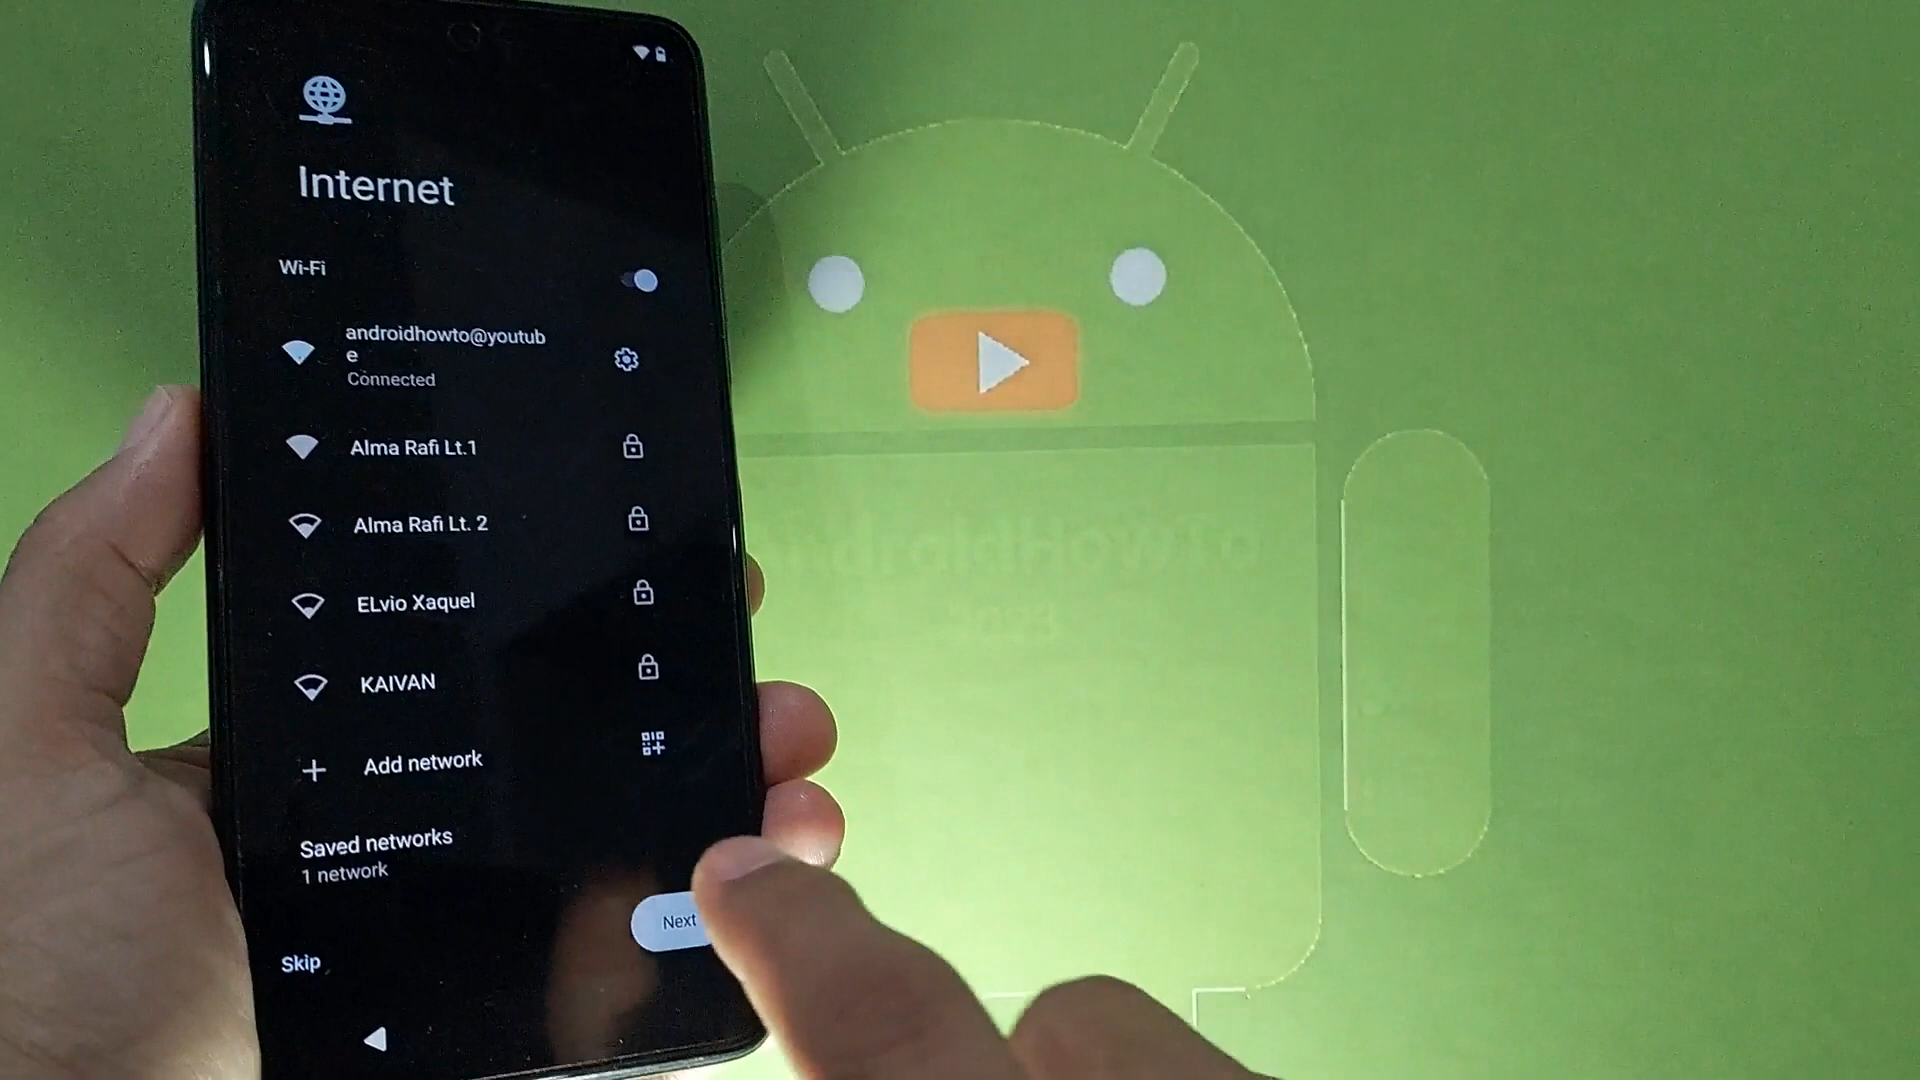 Internet
Wi-Fi
androidhowto@youtub
e
Connected
Alma Rafi Lt.1
Alma Rafi Lt. 2
ELvio Xaquel
KAIVAN
Add network
Saved networks
1 network
Next
Skip
androidHowTo